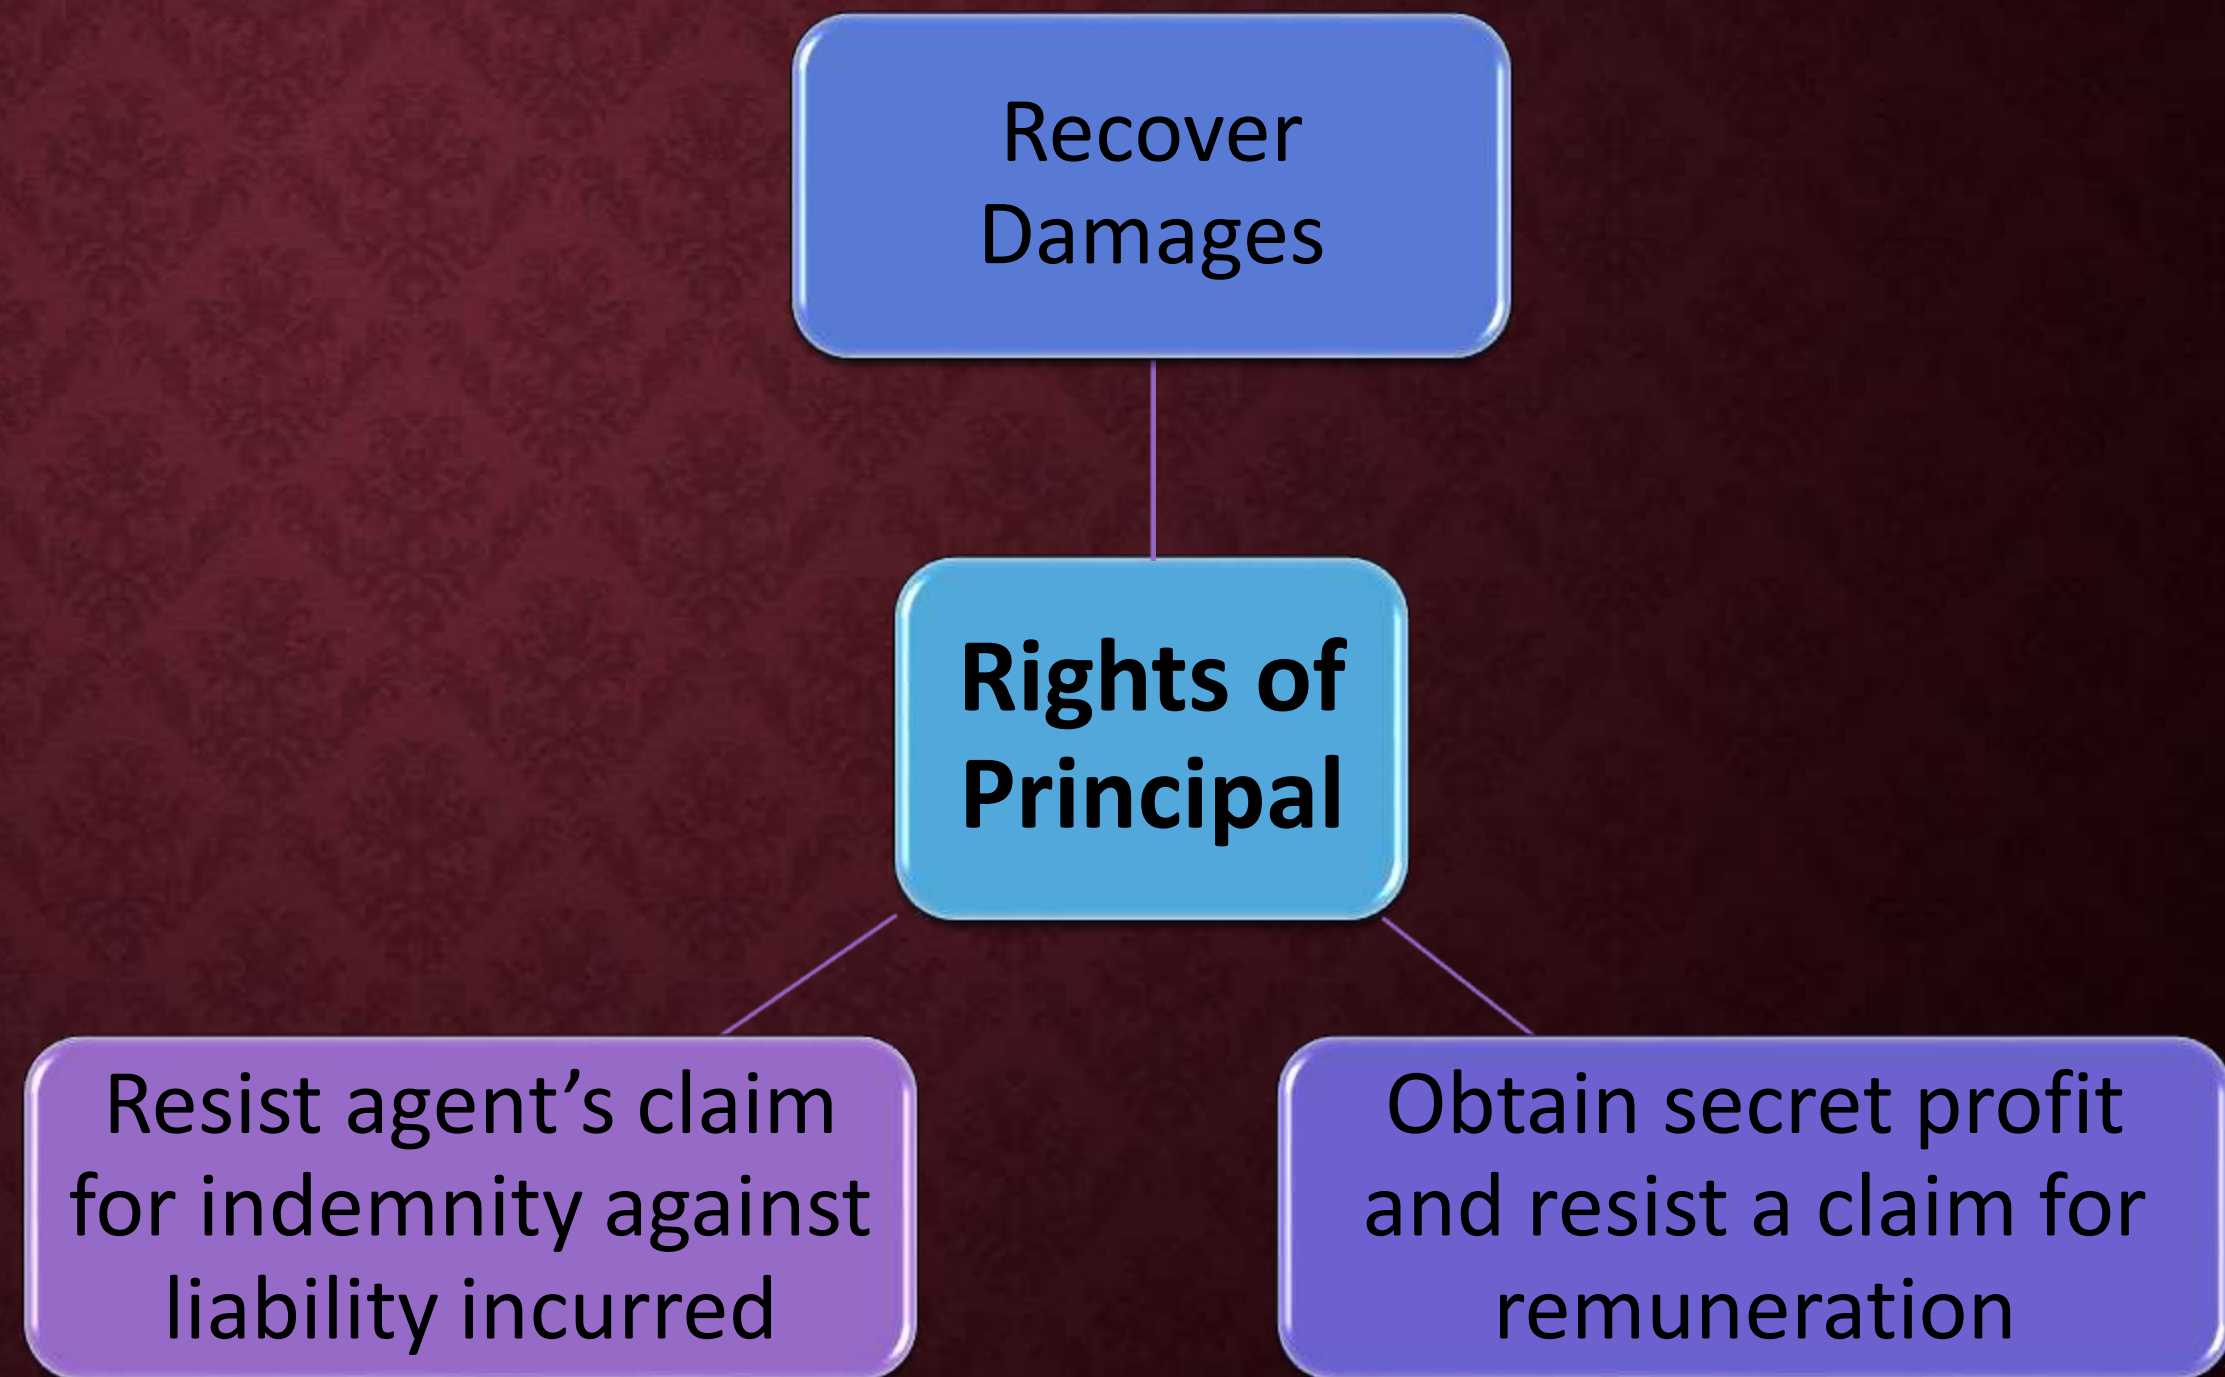 Recover
Damages
Rights of
Principal
Resist agent’s claim
for indemnity against
liability incurred
Obtain secret profit
and resist a claim for
remuneration